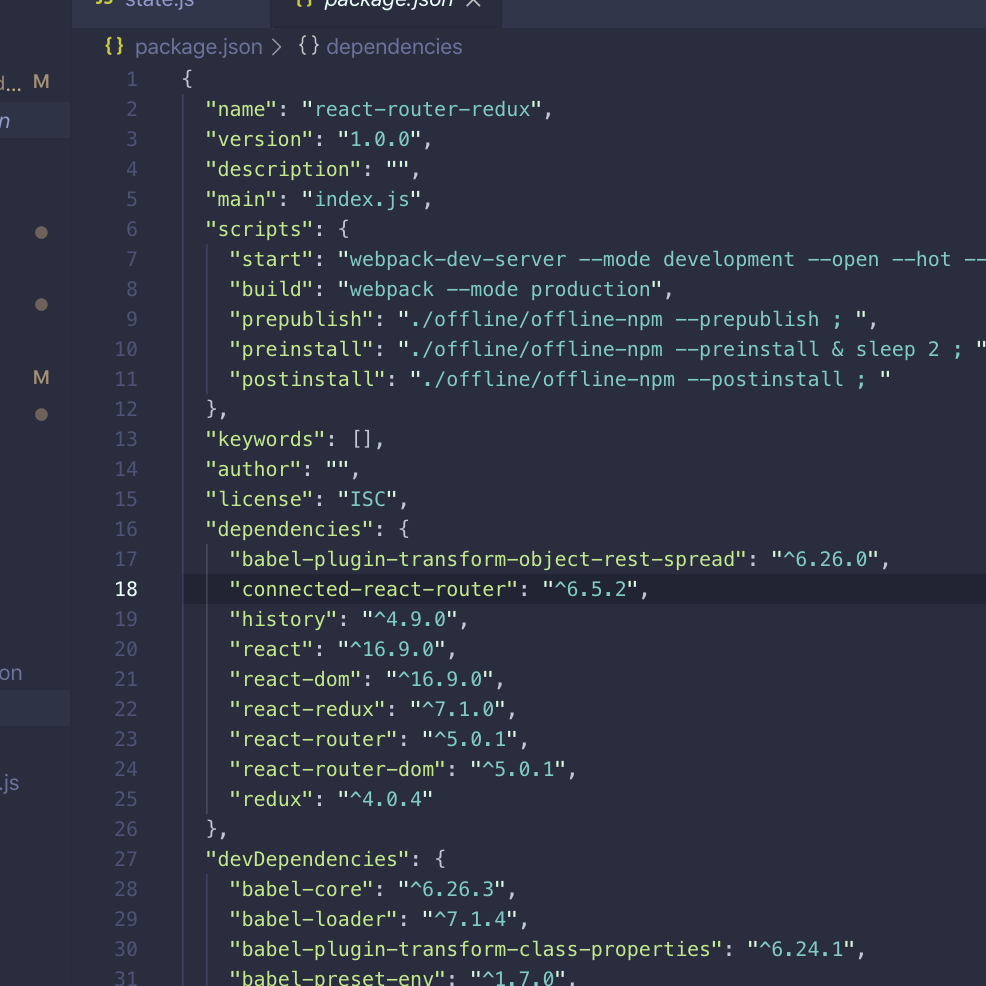 JS state.js {} package.json ×
{} package.json > {} dependencies
d... M
1 {
n
2 "name": "react-router-redux",
3 "version": "1.0.0",
4 "description": "",
5 "main": "index.js",
6 "scripts": {
7 "start": "webpack-dev-server --mode development --open --hot --
8 "build": "webpack --mode production",
9 "prepublish": "./offline/offline-npm --prepublish ; ",
10 "preinstall": "./offline/offline-npm --preinstall & sleep 2 ; "
M
11 "postinstall": "./offline/offline-npm --postinstall ; "
12 },
13 "keywords": [],
14 "author": "",
15 "license": "ISC",
16 "dependencies": {
17 "babel-plugin-transform-object-rest-spread": "^6.26.0",
18 "connected-react-router": "^6.5.2",
19 "history": "^4.9.0",
20 "react": "^16.9.0",
on
21 "react-dom": "^16.9.0",
22 "react-redux": "^7.1.0",
23 "react-router": "^5.0.1",
24 "react-router-dom": "^5.0.1",
.js
25 "redux": "^4.0.4"
26 },
27 "devDependencies": {
28 "babel-core": "^6.26.3",
29 "babel-loader": "^7.1.4",
30 "babel-plugin-transform-class-properties": "^6.24.1",
31 "babel-preset-env": "^1.7.0",